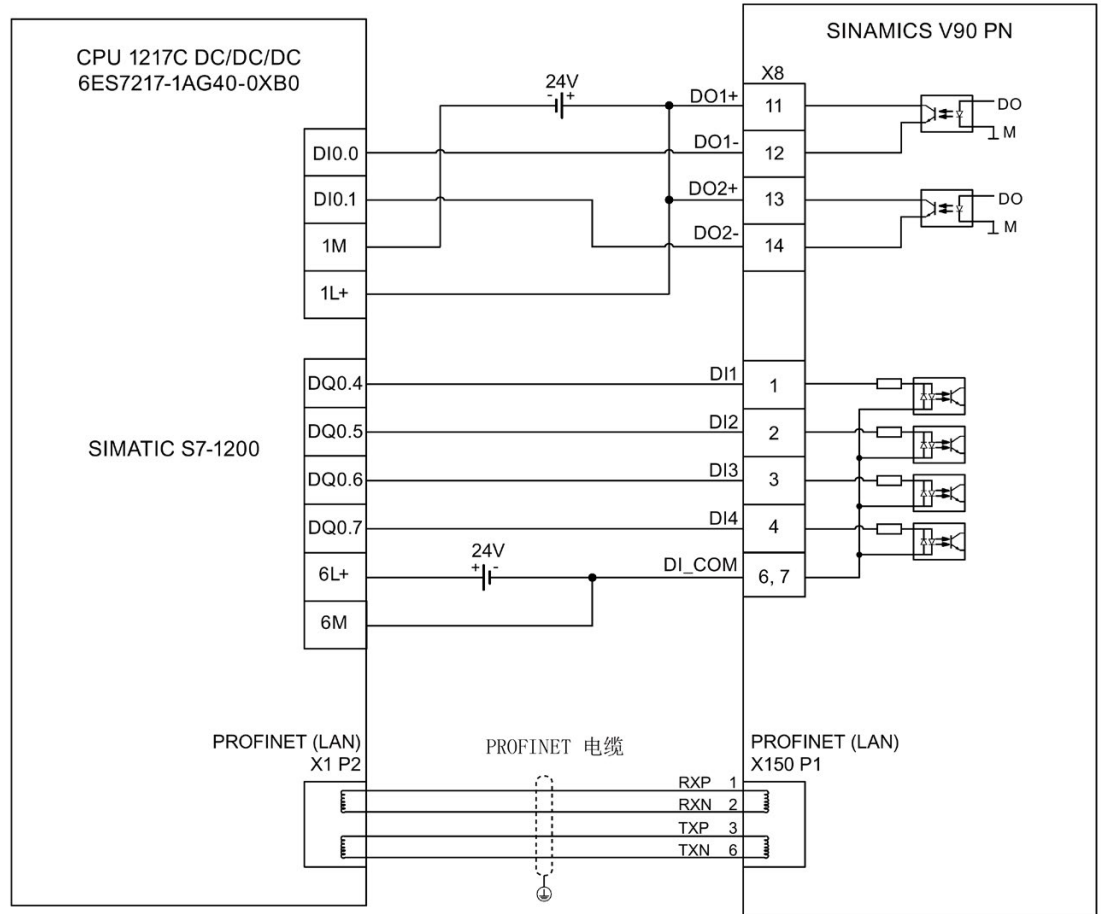 CPU 1217C DC/DC/DC
6ES7217-1AG40-0XB0
SINAMICS V90 PN
X8
24V
- +
DO1+
11
DO
M
DI0.0
DO1-
12
DI0.1
DO2+
13
DO
M
1M
DO2-
14
1L+
DQ0.4
DI1
1
DQ0.5
DI2
2
SIMATIC S7-1200
DQ0.6
DI3
3
DQ0.7
DI4
4
24V
+ -
6L+
DI_COM
6, 7
6M
PROFINET (LAN)
X1 P2
PROFINET 电缆
PROFINET (LAN)
X150 P1
RXP 1
RXN 2
TXP 3
TXN 6